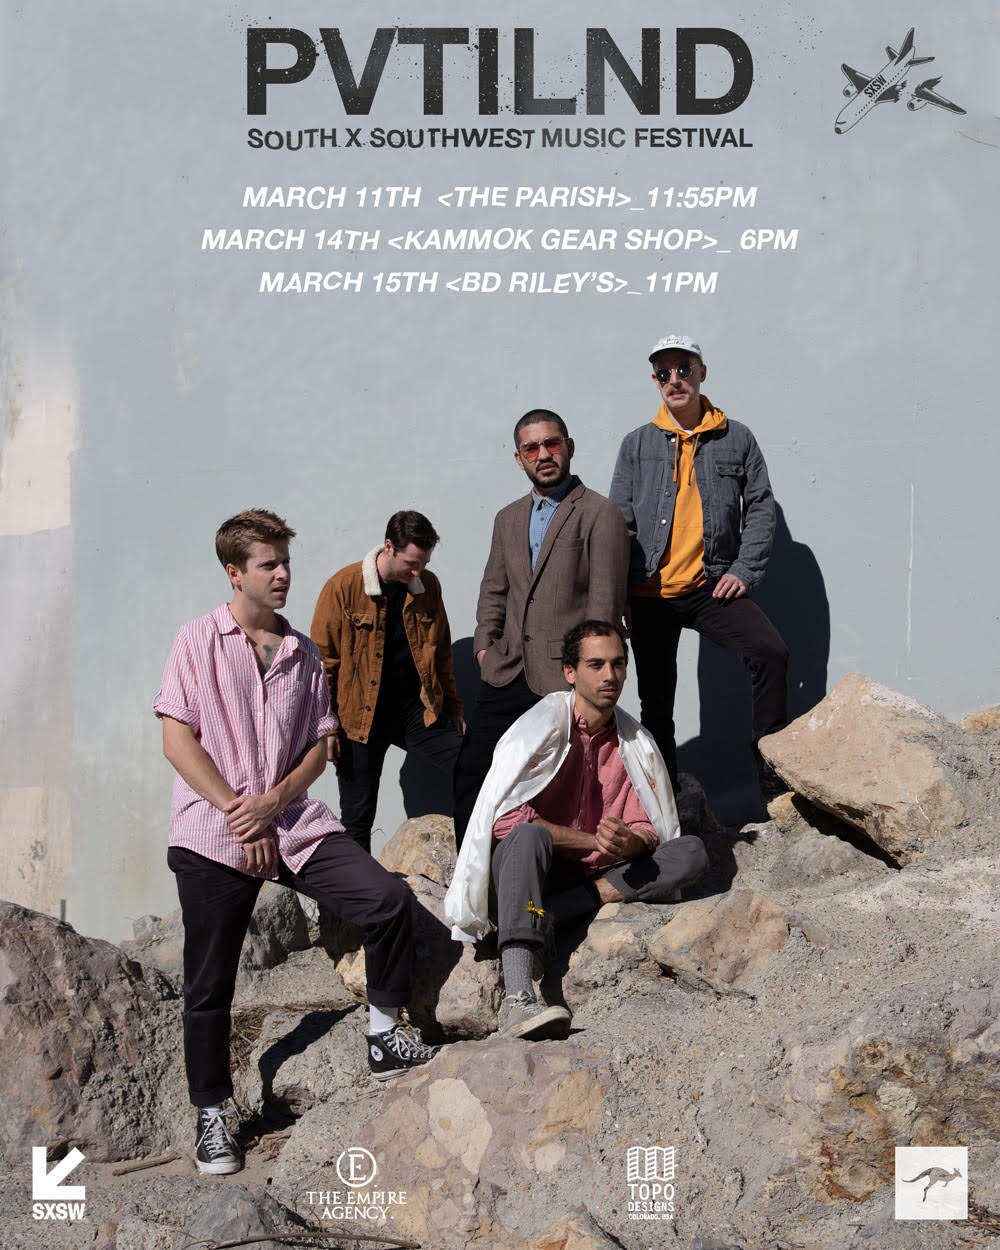 PVTILND
SXSW
SOUTH X SOUTHWEST MUSIC FESTIVAL
MARCH 11TH <THE PARISH>_11:55PM
MARCH 14TH <KAMMOK GEAR SHOP>_ 6PM
MARCH 15TH <BD RILEY'S>_11PM
SXSW
E
THE EMPIRE
AGENCY.
TOPO
DESIGNS
COLORADO, USA